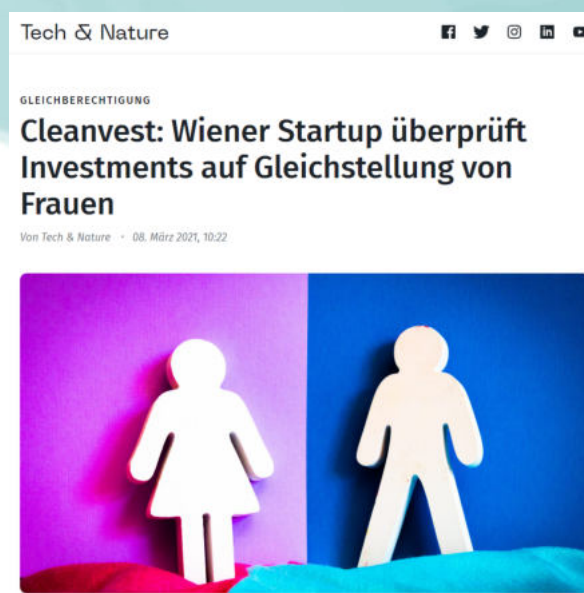 Tech & Nature
GLEICHBERECHTIGUNG
Cleanvest: Wiener Startup überprüft
Investments auf Gleichstellung von
Frauen
Von Tech & Nature · 08. März 2021, 10:22